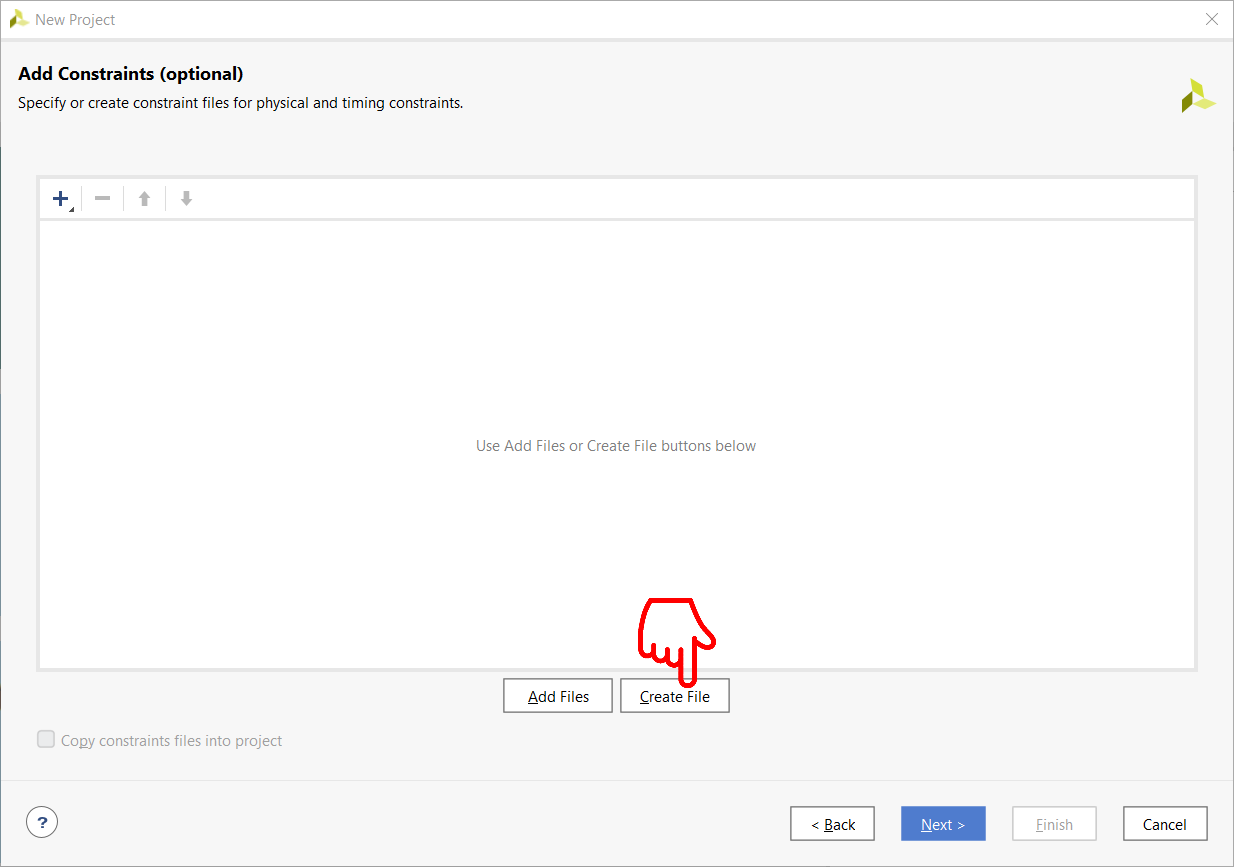 New Project
Add Constraints (optional)
Specify or create constraint files for physical and timing constraints.
Use Add Files or Create File buttons below
Add Files
Create File
Copy constraints files into project
?
< Back
Next >
Finish
Cancel